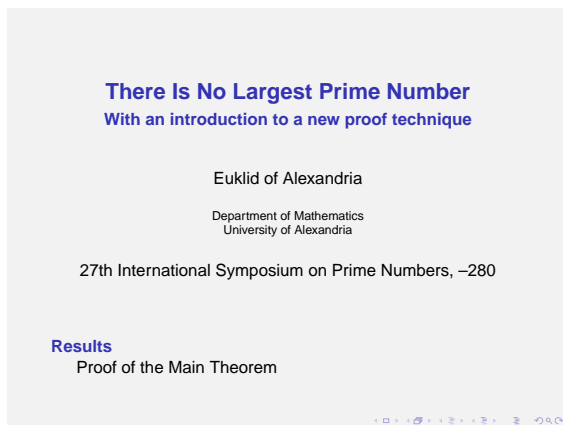 There Is No Largest Prime Number
With an introduction to a new proof technique
Euklid of Alexandria
Department of Mathematics
University of Alexandria
27th International Symposium on Prime Numbers, –280
Results
Proof of the Main Theorem